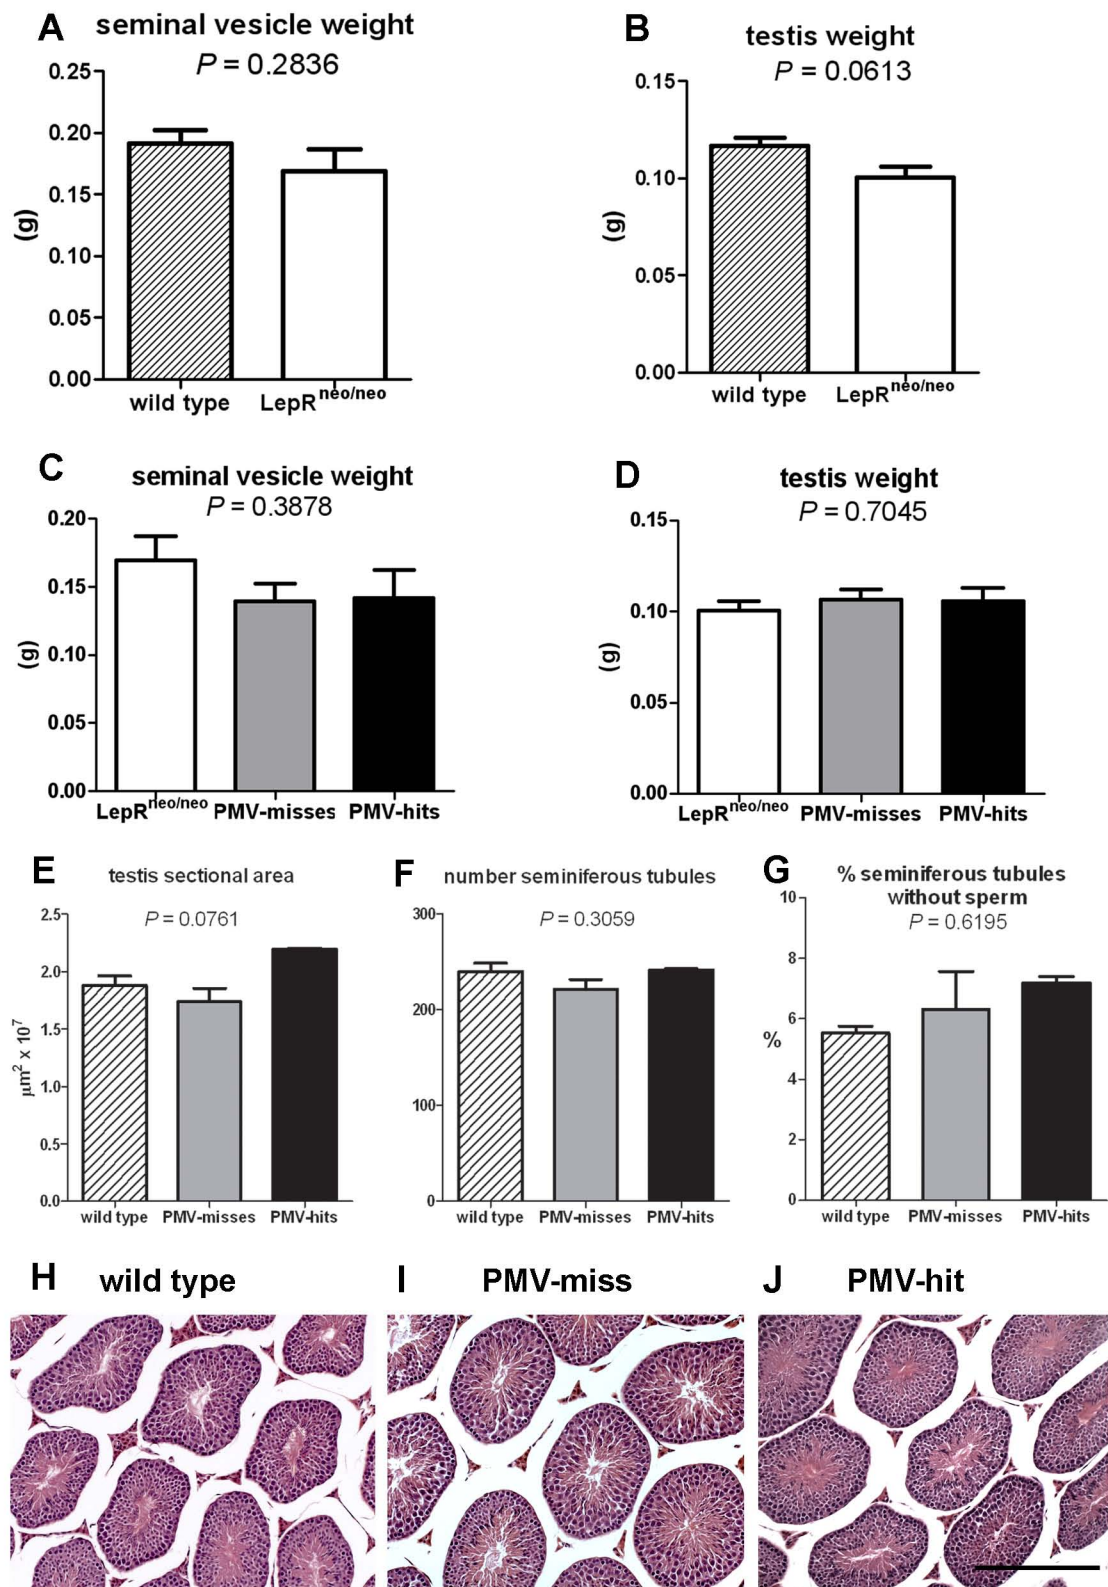 A seminal vesicle weight
P = 0.2836
0.25
0.20
0.15
0.10
0.05
0.00
(g)
wild type LepR^neo/neo
B testis weight
P = 0.0613
0.15
0.10
0.05
0.00
(g)
wild type LepR^neo/neo
C seminal vesicle weight
P = 0.3878
0.20
0.15
0.10
0.05
0.00
(g)
LepR^neo/neo PMV-misses PMV-hits
D testis weight
P = 0.7045
0.15
0.10
0.05
0.00
(g)
LepR^neo/neo PMV-misses PMV-hits
E testis sectional area
P = 0.0761
2.5
2.0
1.5
1.0
0.5
0.0
µm² x 10⁷
wild type PMV-misses PMV-hits
F number seminiferous tubules
P = 0.3059
300
200
100
0
wild type PMV-misses PMV-hits
G % seminiferous tubules
without sperm
P = 0.6195
10
8
6
4
2
0
%
wild type PMV-misses PMV-hits
H wild type
I PMV-miss
J PMV-hit